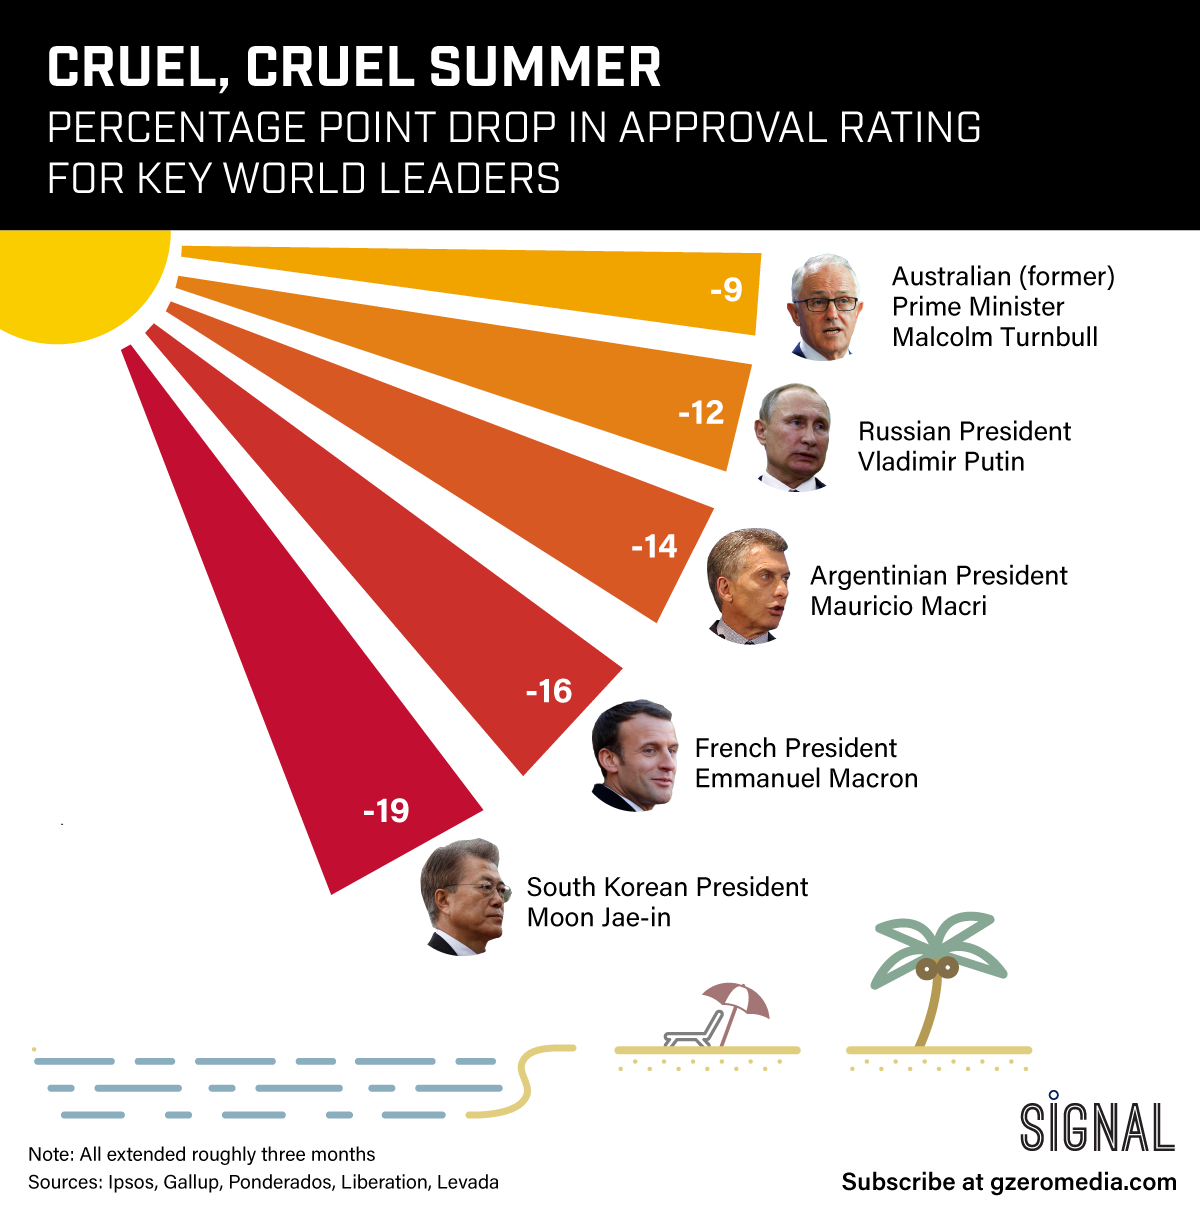 CRUEL, CRUEL SUMMER
PERCENTAGE POINT DROP IN APPROVAL RATING
FOR KEY WORLD LEADERS
-9
Australian (former)
Prime Minister
Malcolm Turnbull
-12
Russian President
Vladimir Putin
-14
Argentinian President
Mauricio Macri
-16
French President
Emmanuel Macron
-19
South Korean President
Moon Jae-in
SIGNAL
Note: All extended roughly three months
Sources: Ipsos, Gallup, Ponderados, Liberation, Levada
Subscribe at gzeromedia.com